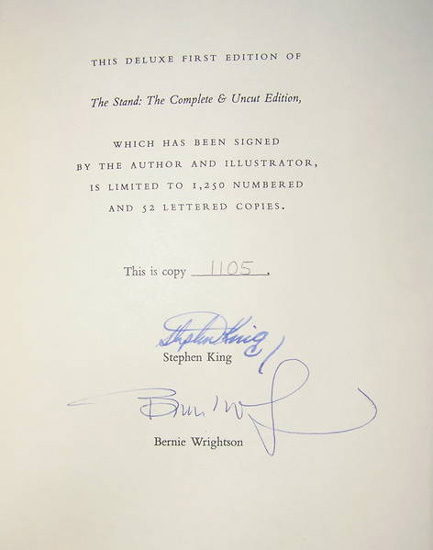 THIS DELUXE FIRST EDITION OF
The Stand: The Complete & Uncut Edition,
WHICH HAS BEEN SIGNED
BY THE AUTHOR AND ILLUSTRATOR,
IS LIMITED TO 1,250 NUMBERED
AND 52 LETTERED COPIES.
This is copy 1105.
Stephen King
Stephen King
Bernie Wrightson